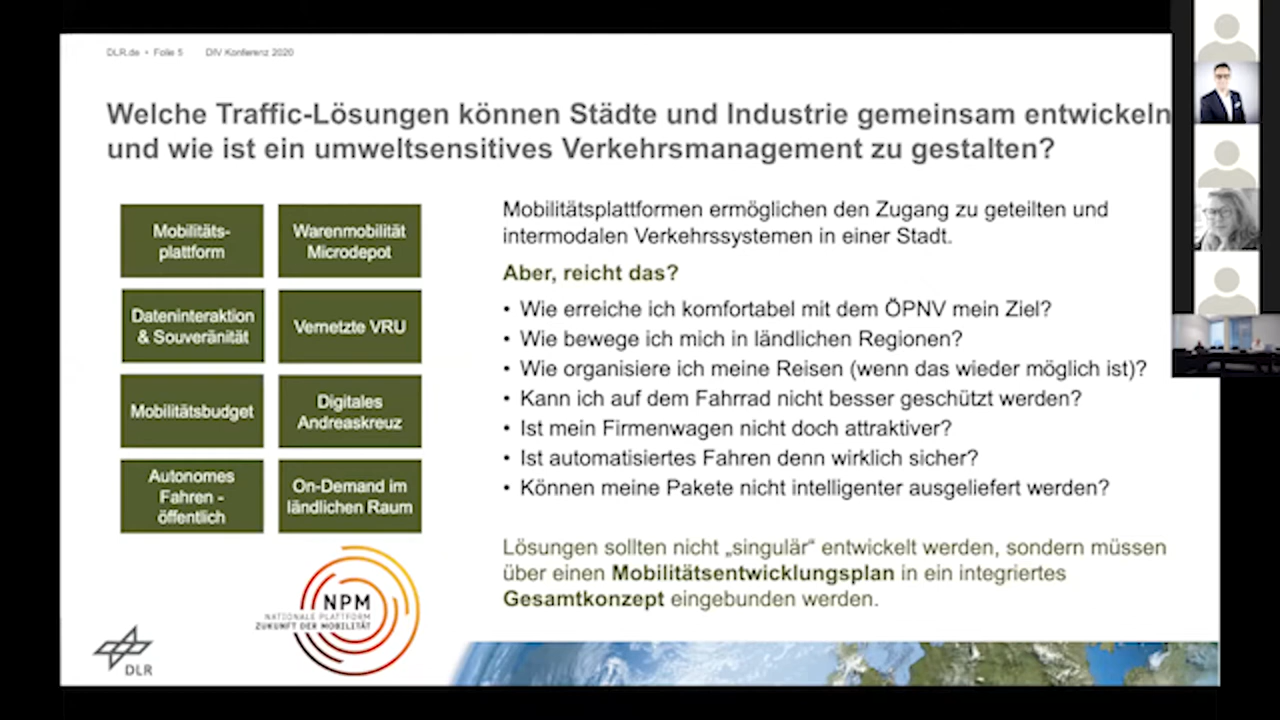 DLR.de • Folie 5 DIV Konferenz 2020
Welche Traffic-Lösungen können Städte und Industrie gemeinsam entwickeln
und wie ist ein umweltsensitives Verkehrsmanagement zu gestalten?
Mobilitäts-
plattform
Warenmobilität
Microdepot
Dateninteraktion
& Souveränität
Vernetzte VRU
Mobilitätsbudget
Digitales
Andreaskreuz
Autonomes
Fahren -
öffentlich
On-Demand im
ländlichen Raum
Mobilitätsplattformen ermöglichen den Zugang zu geteilten und
intermodalen Verkehrssystemen in einer Stadt.
Aber, reicht das?
• Wie erreiche ich komfortabel mit dem ÖPNV mein Ziel?
• Wie bewege ich mich in ländlichen Regionen?
• Wie organisiere ich meine Reisen (wenn das wieder möglich ist)?
• Kann ich auf dem Fahrrad nicht besser geschützt werden?
• Ist mein Firmenwagen nicht doch attraktiver?
• Ist automatisiertes Fahren denn wirklich sicher?
• Können meine Pakete nicht intelligenter ausgeliefert werden?
Lösungen sollten nicht „singulär“ entwickelt werden, sondern müssen
über einen Mobilitätsentwicklungsplan in ein integriertes
Gesamtkonzept eingebunden werden.
NPM
NATIONALE PLATTFORM
ZUKUNFT DER MOBILITÄT
DLR